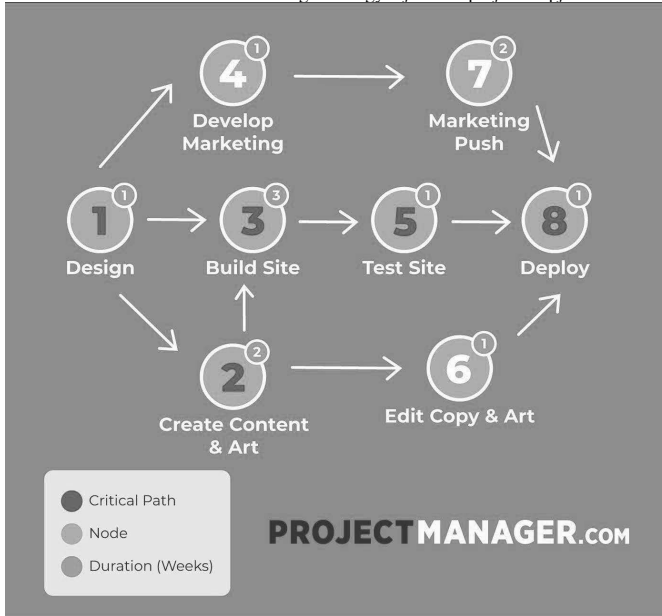 1
4
Develop
Marketing
2
7
Marketing
Push
1
1
Design
3
3
Build Site
1
5
Test Site
1
8
Deploy
2
2
Create Content
& Art
1
6
Edit Copy & Art
Critical Path
Node
Duration (Weeks)
PROJECTMANAGER.COM